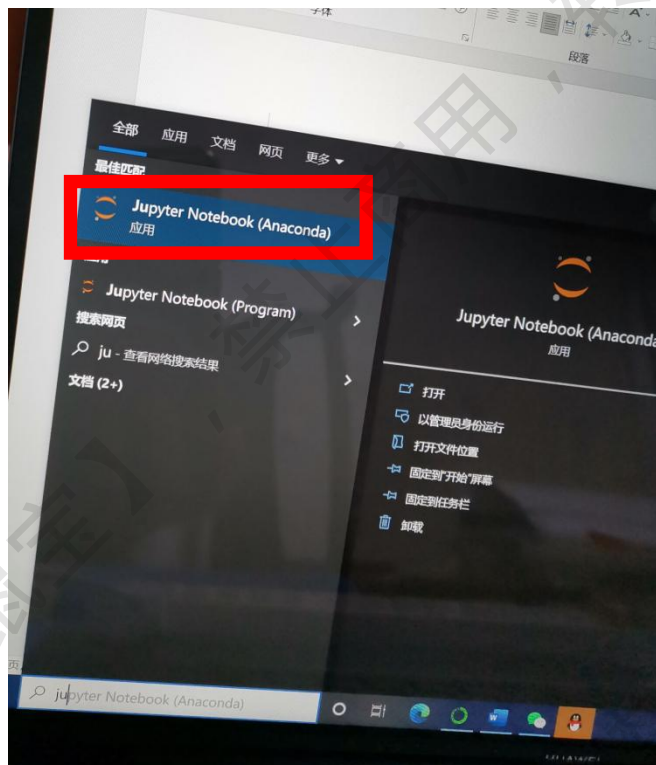 字体
段落
全部 应用 文档 网页 更多
最佳匹配
Jupyter Notebook (Anaconda)
应用
Jupyter Notebook (Program)
搜索网页
ju - 查看网络搜索结果
文档 (2+)
Jupyter Notebook (Anaconda
应用
打开
以管理员身份运行
打开文件位置
固定到"开始"屏幕
固定到任务栏
卸载
页
jupyter Notebook (Anaconda)
HUAWEI